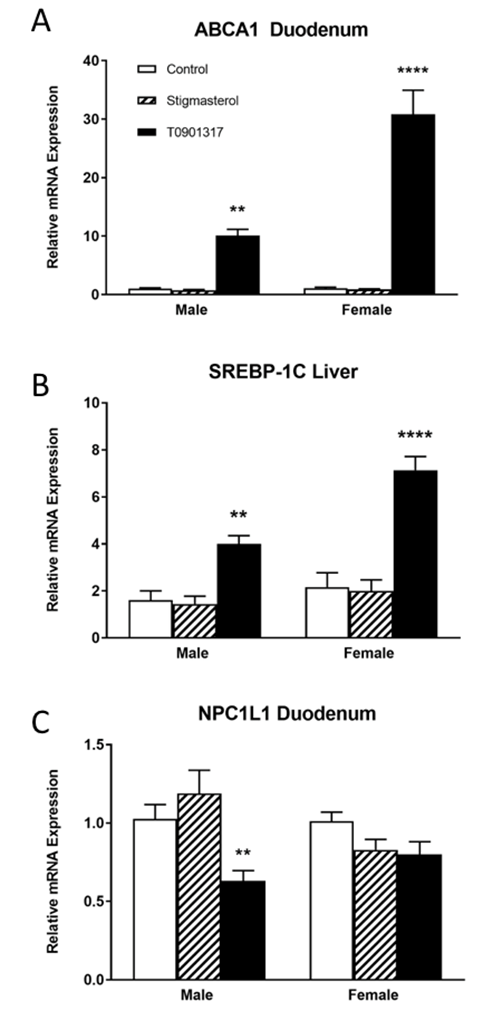 A
ABCA1 Duodenum
Relative mRNA Expression
40
30
20
10
0
Control
Stigmasterol
T0901317
**
****
Male
Female
B
SREBP-1C Liver
Relative mRNA Expression
10
8
6
4
2
0
**
****
Male
Female
C
NPC1L1 Duodenum
Relative mRNA Expression
1.5
1.0
0.5
0.0
**
Male
Female